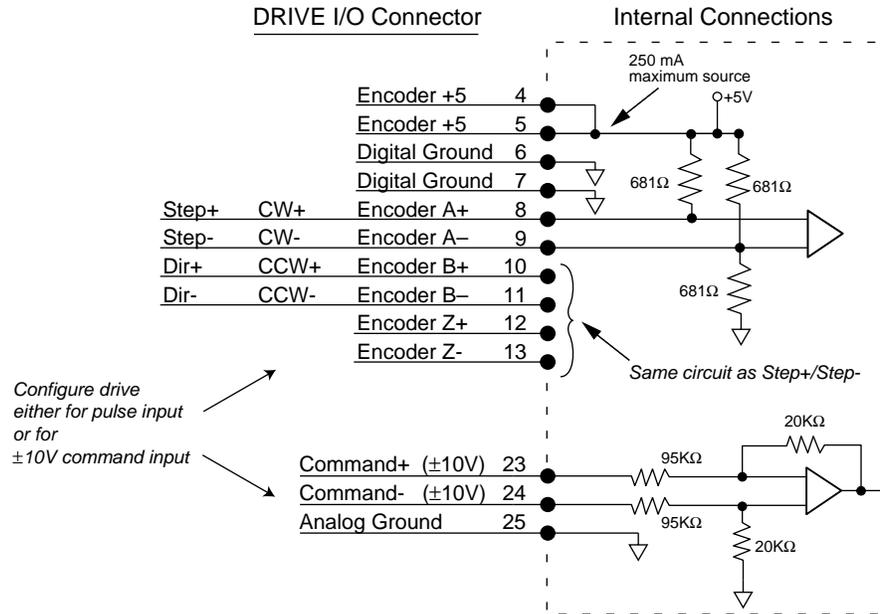 DRIVE I/O Connector
Internal Connections
250 mA
maximum source
+5V
Encoder +5 4
Encoder +5 5
Digital Ground 6
Digital Ground 7
681Ω
681Ω
Step+ CW+ Encoder A+ 8
Step- CW- Encoder A– 9
Dir+ CCW+ Encoder B+ 10
Dir- CCW- Encoder B– 11
681Ω
Encoder Z+ 12
Encoder Z- 13
Same circuit as Step+/Step-
Configure drive
either for pulse input
or for
±10V command input
20KΩ
Command+ (±10V) 23
95KΩ
Command- (±10V) 24
95KΩ
Analog Ground 25
20KΩ